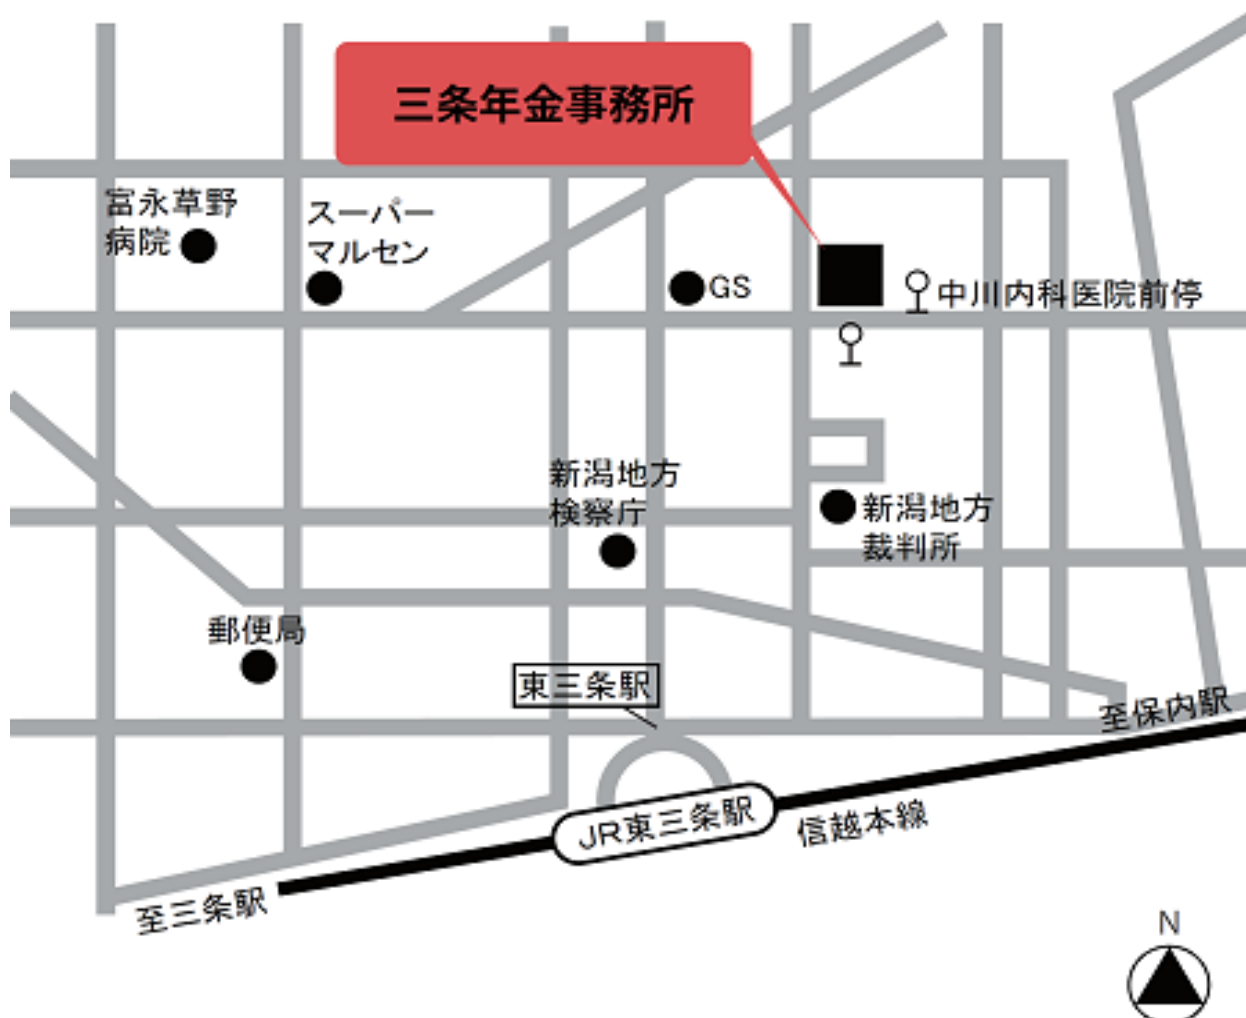 三条年金事務所
富永草野
病院
スーパー
マルセン
GS
中川内科医院前停
新潟地方
検察庁
新潟地方
裁判所
郵便局
東三条駅
至保内駅
JR東三条駅
信越本線
至三条駅
N